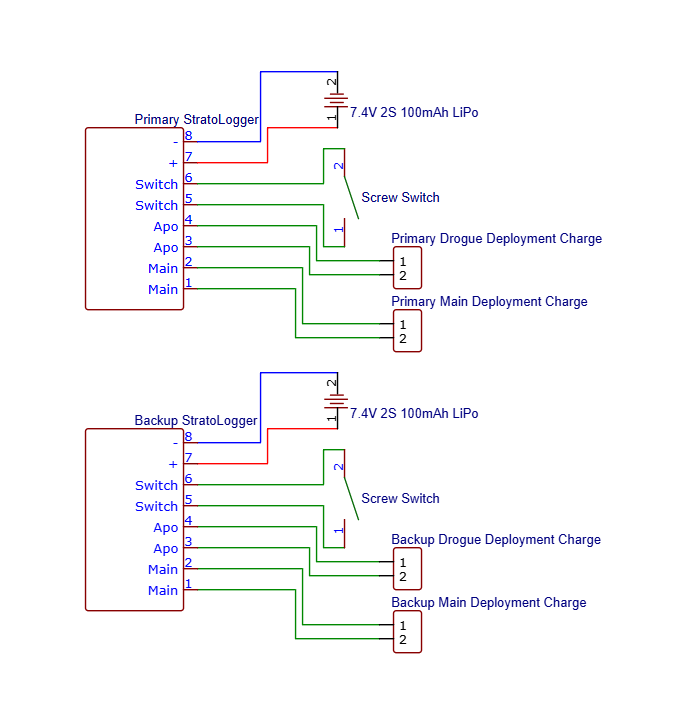 2
7.4V 2S 100mAh LiPo
1
Primary StratoLogger
- 8
+ 7
Switch 6
Switch 5
Apo 4
Apo 3
Main 2
Main 1
2
Screw Switch
1
Primary Drogue Deployment Charge
1
2
Primary Main Deployment Charge
1
2
2
7.4V 2S 100mAh LiPo
1
Backup StratoLogger
- 8
+ 7
Switch 6
Switch 5
Apo 4
Apo 3
Main 2
Main 1
2
Screw Switch
1
Backup Drogue Deployment Charge
1
2
Backup Main Deployment Charge
1
2